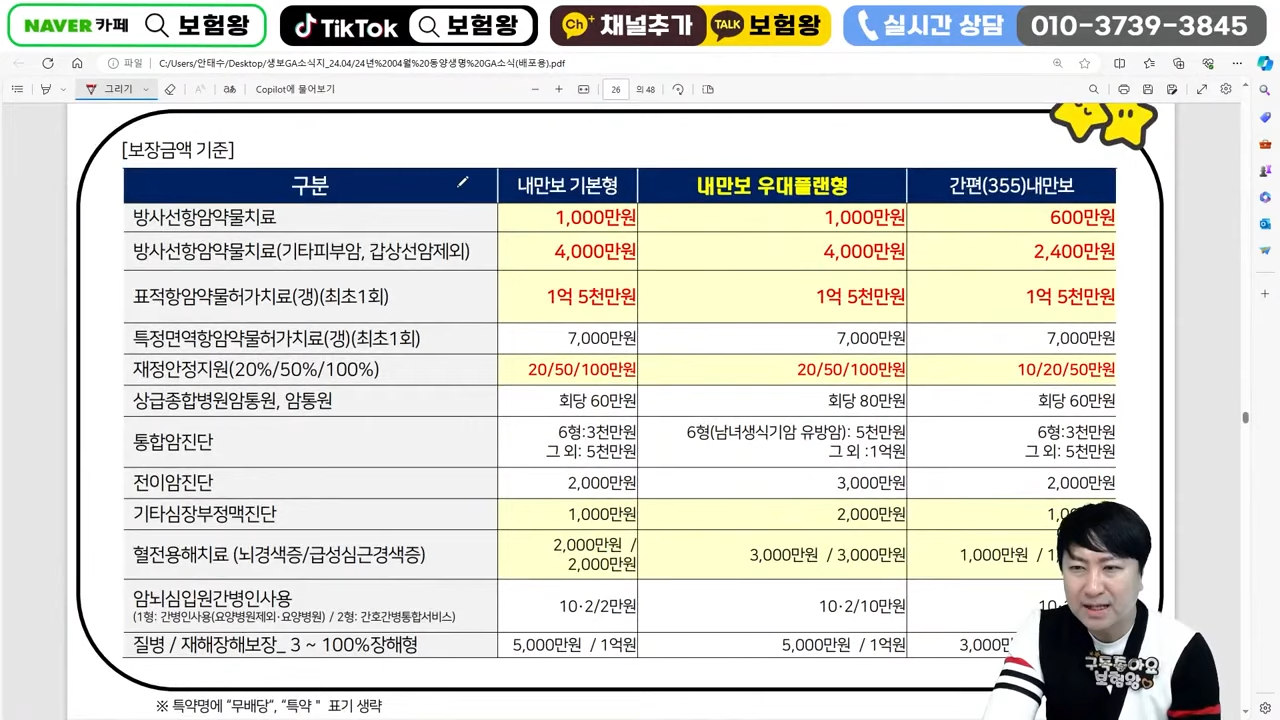 NAVER 카페 보험왕
TikTok 보험왕
Ch+ 채널추가 TALK 보험왕
실시간 상담 010-3739-3845
파일 C:/Users/안태수/Desktop/생보GA소식지_24.04/24년%2004월%20동양생명%20GA소식(배포용).pdf
그리기 가あ Copilot에 물어보기 26 의 48
[보장금액 기준]
구분 내만보 기본형 내만보 우대플랜형 간편(355)내만보
방사선항암약물치료 1,000만원 1,000만원 600만원
방사선항암약물치료(기타피부암, 갑상선암제외) 4,000만원 4,000만원 2,400만원
표적항암약물허가치료(갱)(최초1회) 1억 5천만원 1억 5천만원 1억 5천만원
특정면역항암약물허가치료(갱)(최초1회) 7,000만원 7,000만원 7,000만원
재정안정지원(20%/50%/100%) 20/50/100만원 20/50/100만원 10/20/50만원
상급종합병원암통원, 암통원 회당 60만원 회당 80만원 회당 60만원
통합암진단 6형:3천만원 6형(남녀생식기암 유방암): 5천만원 6형:3천만원
그 외: 5천만원 그 외 :1억원 그 외: 5천만원
전이암진단 2,000만원 3,000만원 2,000만원
기타심장부정맥진단 1,000만원 2,000만원
혈전용해치료 (뇌경색증/급성심근경색증) 2,000만원 / 2,000만원 3,000만원 / 3,000만원 1,000만원 /
암뇌심입원간병인사용 10·2/2만원 10·2/10만원
(1형: 간병인사용(요양병원제외·요양병원) / 2형: 간호간병통합서비스)
질병 / 재해장해보장_ 3 ~ 100%장해형 5,000만원 / 1억원 5,000만원 / 1억원
※ 특약명에 "무배당", "특약 " 표기 생략
구독좋아요
보험왕